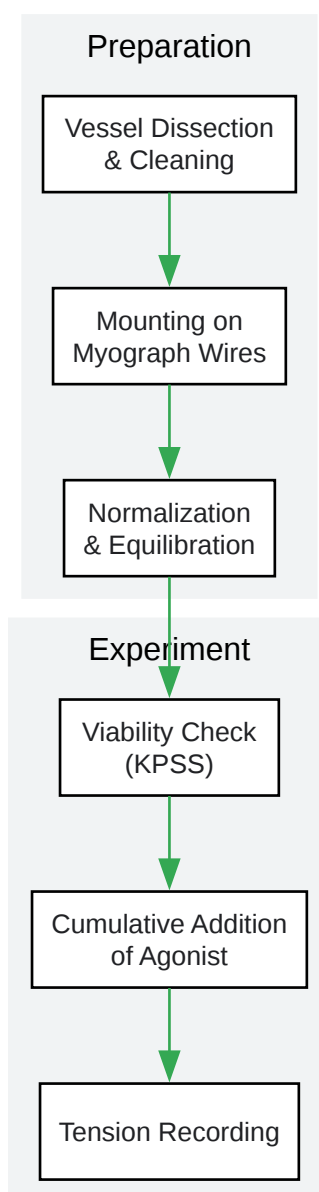 Preparation
Vessel Dissection
& Cleaning
Mounting on
Myograph Wires
Normalization
& Equilibration
Experiment
Viability Check
(KPSS)
Cumulative Addition
of Agonist
Tension Recording